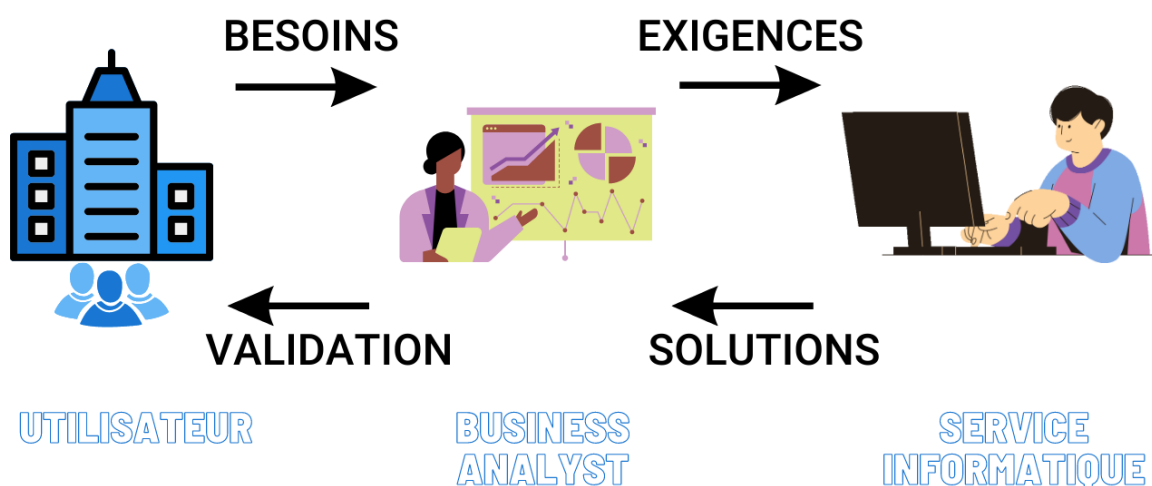 BESOINS
EXIGENCES
VALIDATION
SOLUTIONS
UTILISATEUR
BUSINESS
ANALYST
SERVICE
INFORMATIQUE